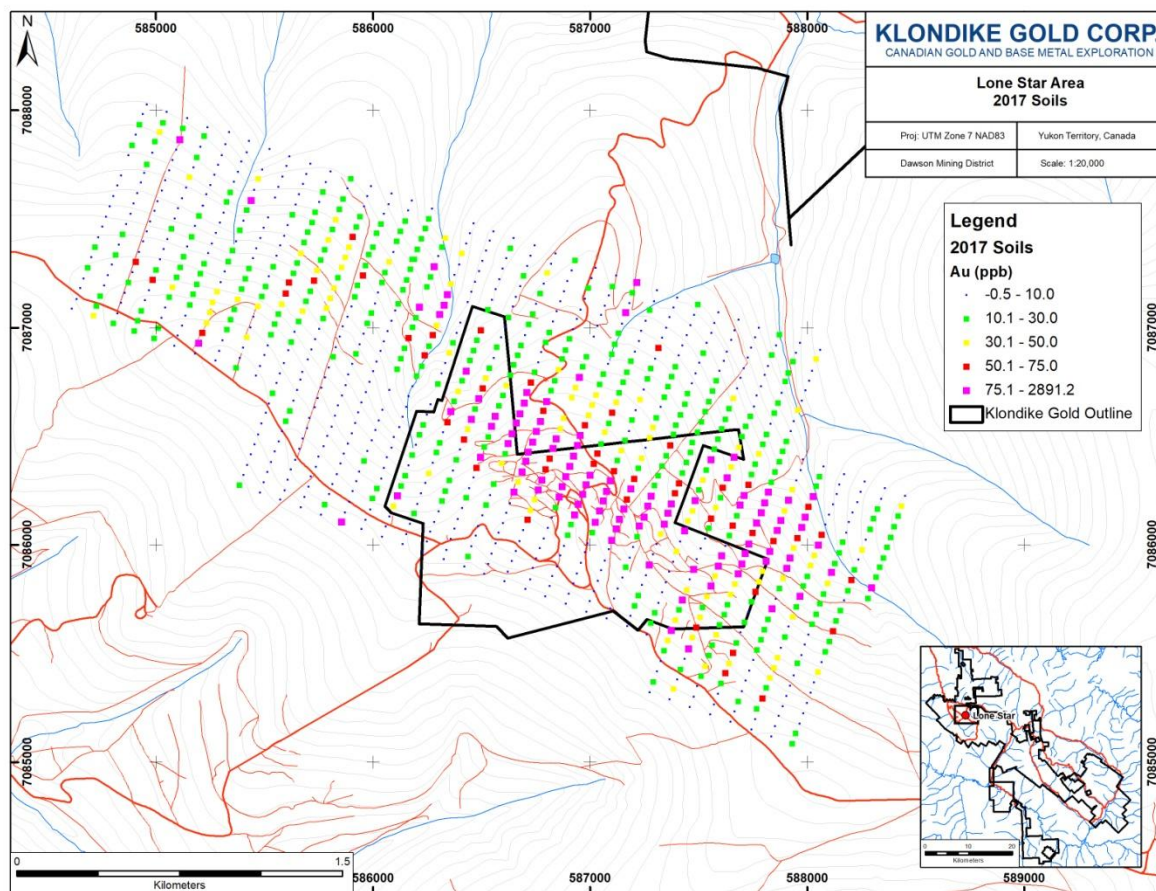 N
585000
586000
587000
588000
KLONDIKE GOLD CORP.
CANADIAN GOLD AND BASE METAL EXPLORATION
Lone Star Area
2017 Soils
Proj: UTM Zone 7 NAD83
Yukon Territory, Canada
Dawson Mining District
Scale: 1:20,000
7088000
7088000
Legend
2017 Soils
Au (ppb)
-0.5 - 10.0
10.1 - 30.0
30.1 - 50.0
50.1 - 75.0
75.1 - 2891.2
Klondike Gold Outline
7087000
7087000
7086000
7086000
7085000
7085000
Lone Star
0 10 20
Kilometers
0 1.5
Kilometers
586000
587000
589000